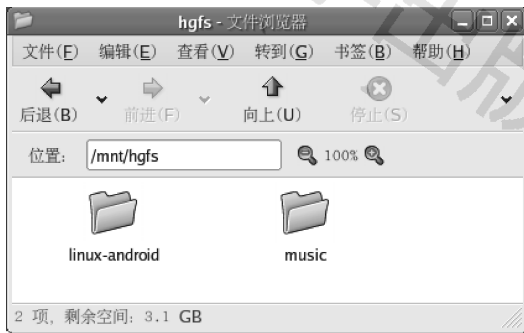 hgfs - 文件浏览器
文件(F) 编辑(E) 查看(V) 转到(G) 书签(B) 帮助(H)
后退(B) 前进(F) 向上(U) 停止(S)
位置: /mnt/hgfs 100%
linux-android music
2 项, 剩余空间: 3.1 GB